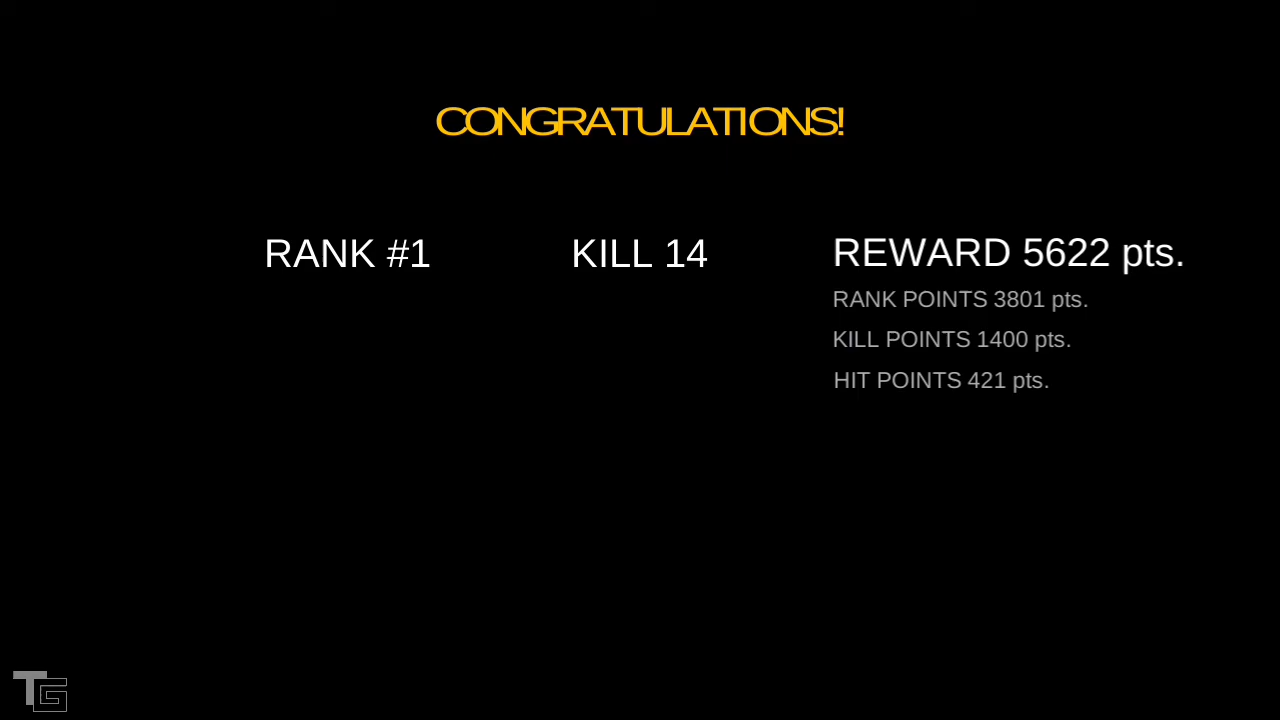 CONGRATULATIONS!
RANK #1
KILL 14
REWARD 5622 pts.
RANK POINTS 3801 pts.
KILL POINTS 1400 pts.
HIT POINTS 421 pts.
TG